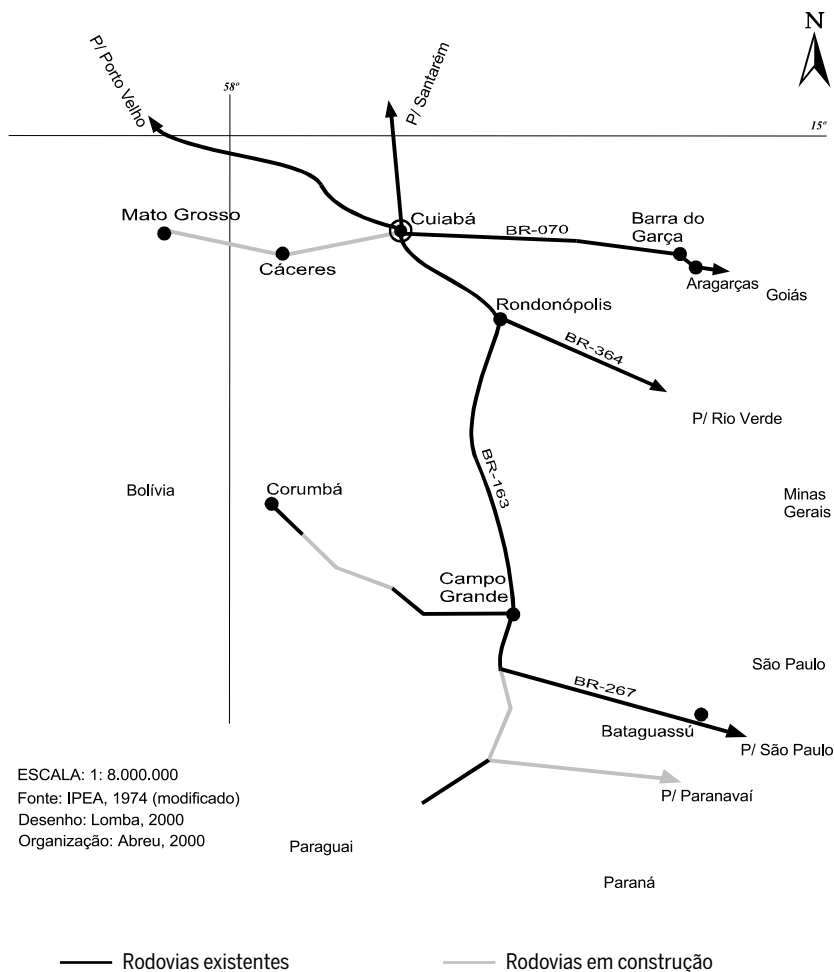 N
P/ Porto Velho
58º
P/ Santarém
15º
Mato Grosso
Cuiabá
BR-070
Barra do
Garça
Cáceres
Aragarças
Goiás
Rondonópolis
BR-364
P/ Rio Verde
BR-163
Bolívia
Corumbá
Minas
Gerais
Campo
Grande
São Paulo
BR-267
Bataguassú
P/ São Paulo
ESCALA: 1: 8.000.000
Fonte: IPEA, 1974 (modificado)
Desenho: Lomba, 2000
Organização: Abreu, 2000
P/ Paranavaí
Paraguai
Paraná
Rodovias existentes
Rodovias em construção